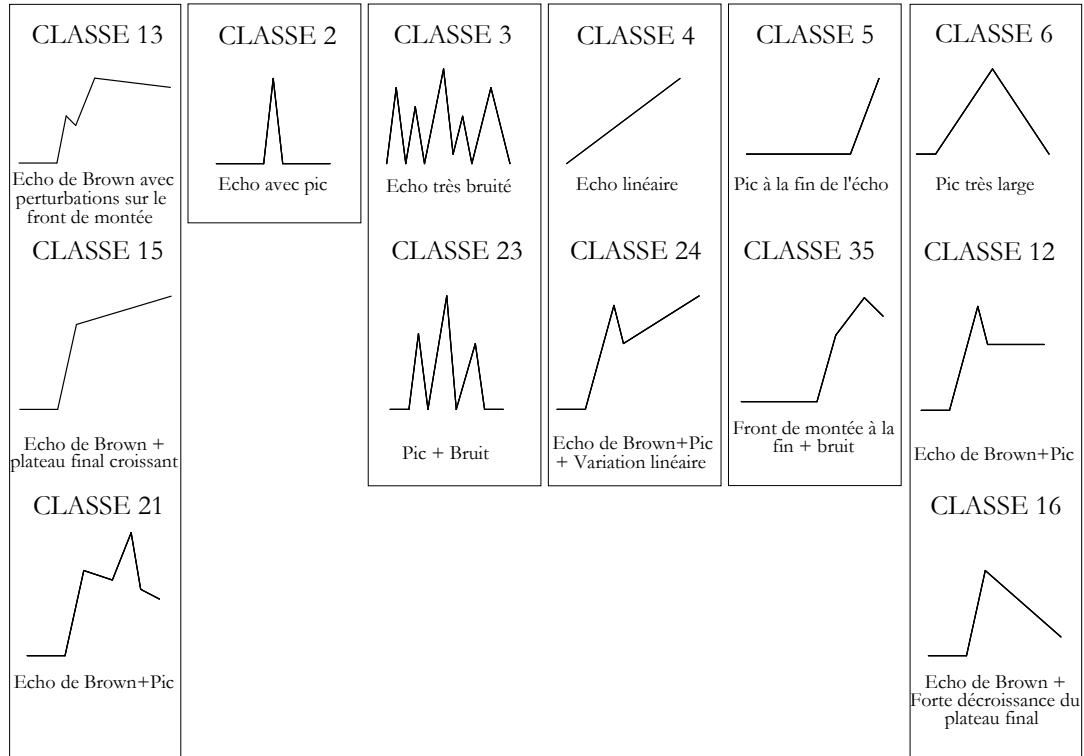 CLASSE 13
Echo de Brown avec
perturbations sur le
front de montée
CLASSE 2
Echo avec pic
CLASSE 3
Echo très bruité
CLASSE 4
Echo linéaire
CLASSE 5
Pic à la fin de l'écho
CLASSE 6
Pic très large
CLASSE 15
Echo de Brown +
plateau final croissant
CLASSE 23
Pic + Bruit
CLASSE 24
Echo de Brown+Pic
+ Variation linéaire
CLASSE 35
Front de montée à la
fin + bruit
CLASSE 12
Echo de Brown+Pic
CLASSE 21
Echo de Brown+Pic
CLASSE 16
Echo de Brown +
Forte décroissance du
plateau final